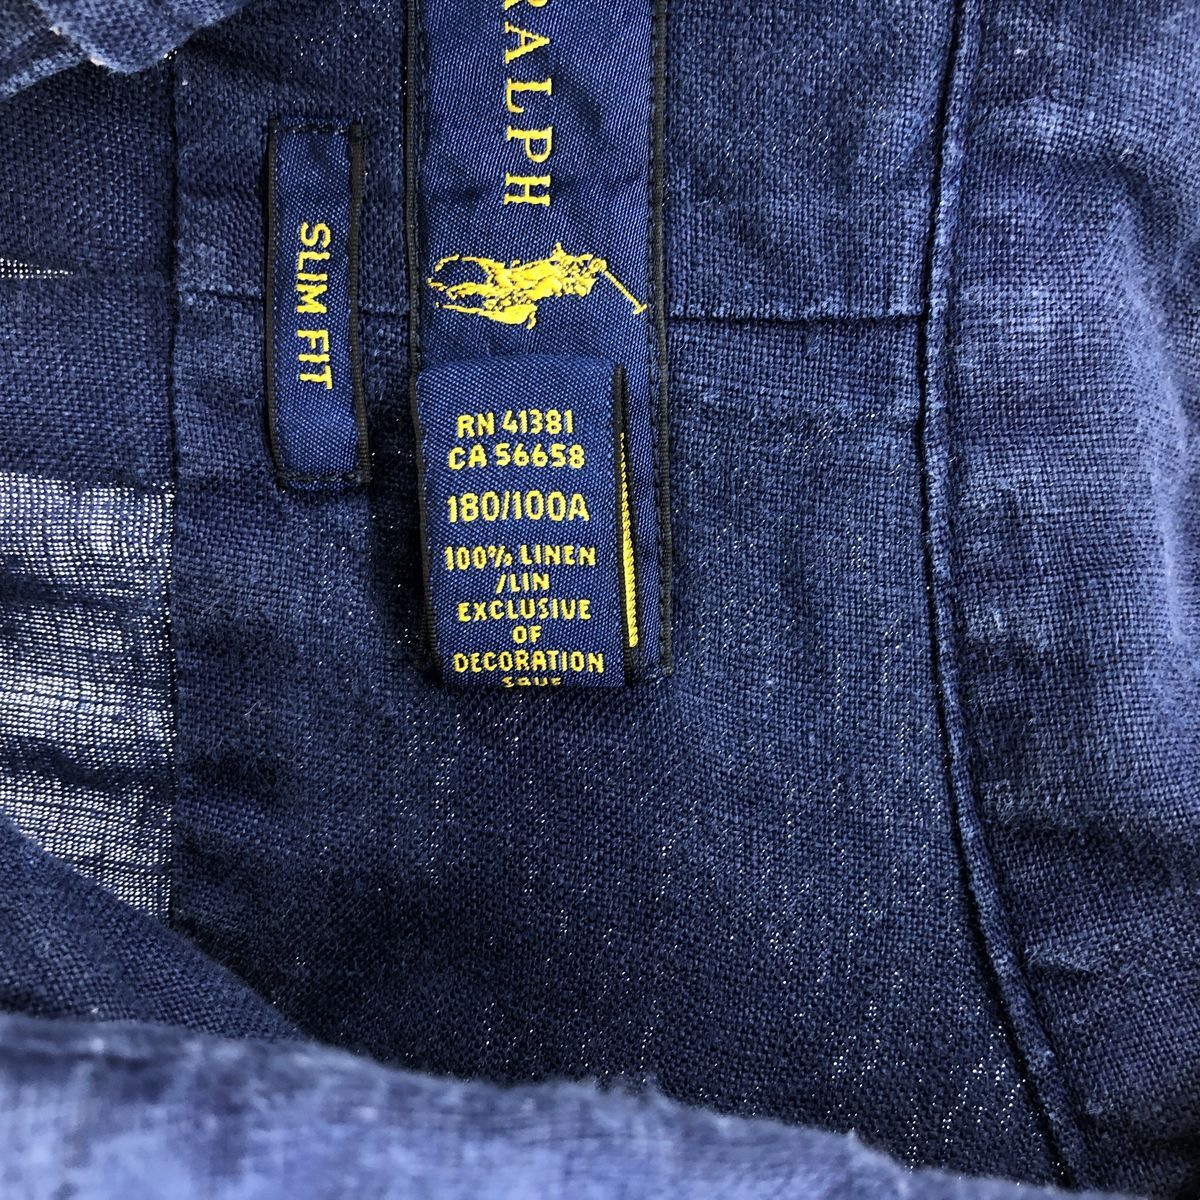 RALPH
SLIM FIT
RN 41381
CA 56658
180/100A
100% LINEN
/LIN
EXCLUSIVE
OF
DECORATION